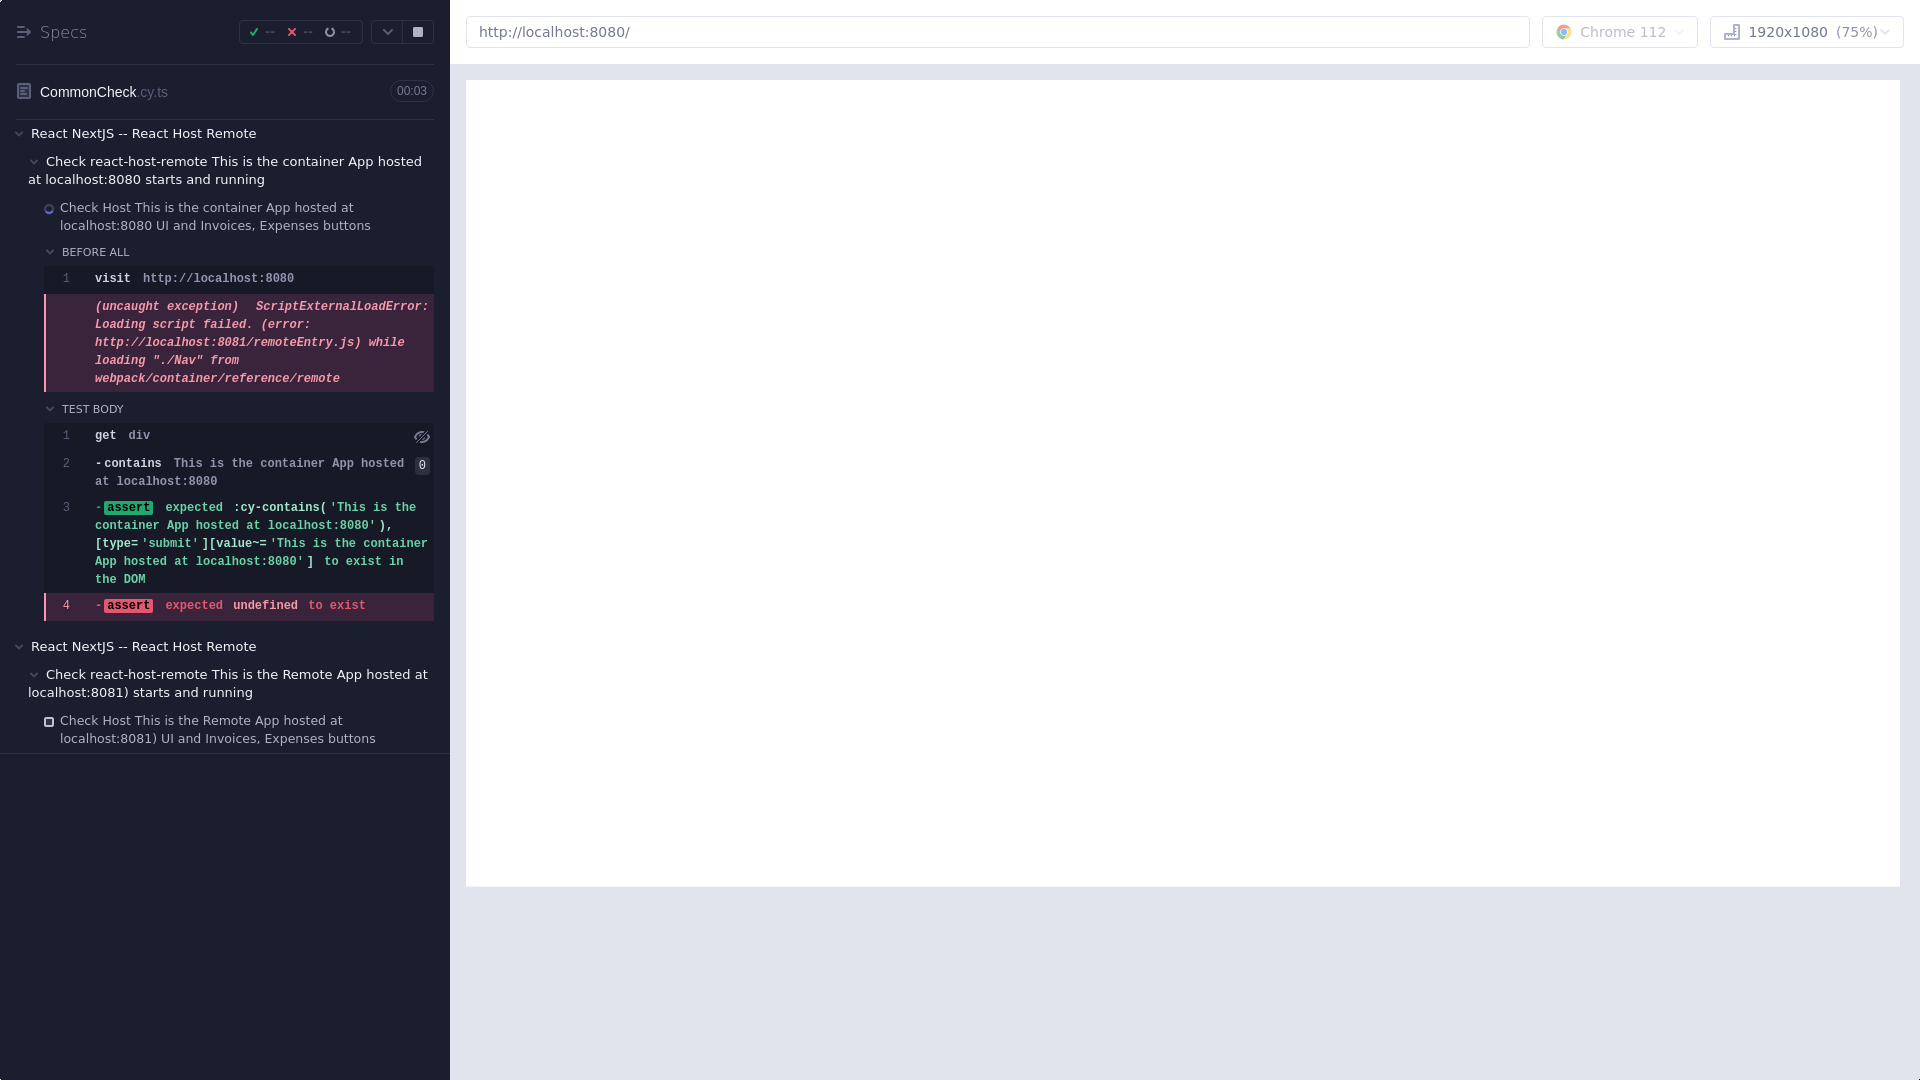 Specs
--
--
--
http://localhost:8080/
Chrome 112
1920x1080 (75%)
CommonCheck.cy.ts
00:03
React NextJS -- React Host Remote
Check react-host-remote This is the container App hosted
at localhost:8080 starts and running
Check Host This is the container App hosted at
localhost:8080 UI and Invoices, Expenses buttons
BEFORE ALL
1 visit http://localhost:8080
(uncaught exception) ScriptExternalLoadError:
Loading script failed. (error:
http://localhost:8081/remoteEntry.js) while
loading "./Nav" from
webpack/container/reference/remote
TEST BODY
1 get div
2 -contains This is the container App hosted
at localhost:8080
0
3 -assert expected :cy-contains('This is the
container App hosted at localhost:8080'),
[type='submit'][value~='This is the container
App hosted at localhost:8080'] to exist in
the DOM
4 -assert expected undefined to exist
React NextJS -- React Host Remote
Check react-host-remote This is the Remote App hosted at
localhost:8081) starts and running
Check Host This is the Remote App hosted at
localhost:8081) UI and Invoices, Expenses buttons